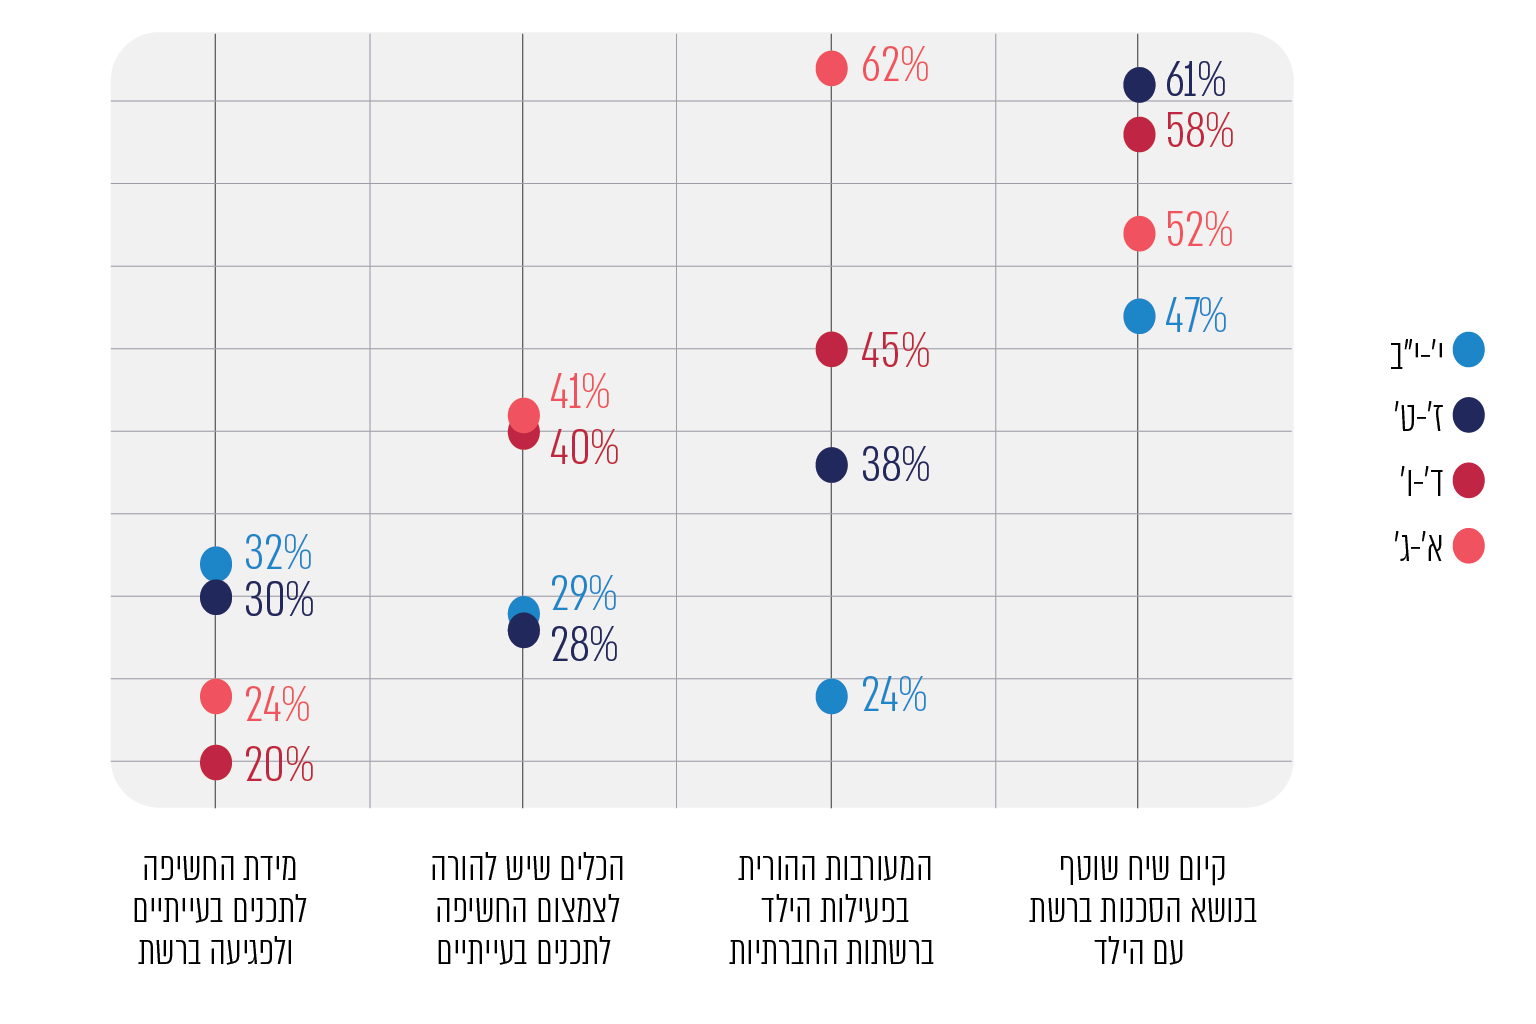 61%
58%
52%
47%
62%
45%
38%
24%
41%
40%
29%
28%
32%
30%
24%
20%
י'-י"ב
ז'-ט'
ד'-ו'
א'-ג'
קיום שיח שוטף
בנושא הסכנות ברשת
עם הילד
המעורבות ההורית
בפעילות הילד
ברשתות החברתיות
הכלים שיש להורה
לצמצום החשיפה
לתכנים בעייתיים
מידת החשיפה
לתכנים בעייתיים
ולפגיעה ברשת